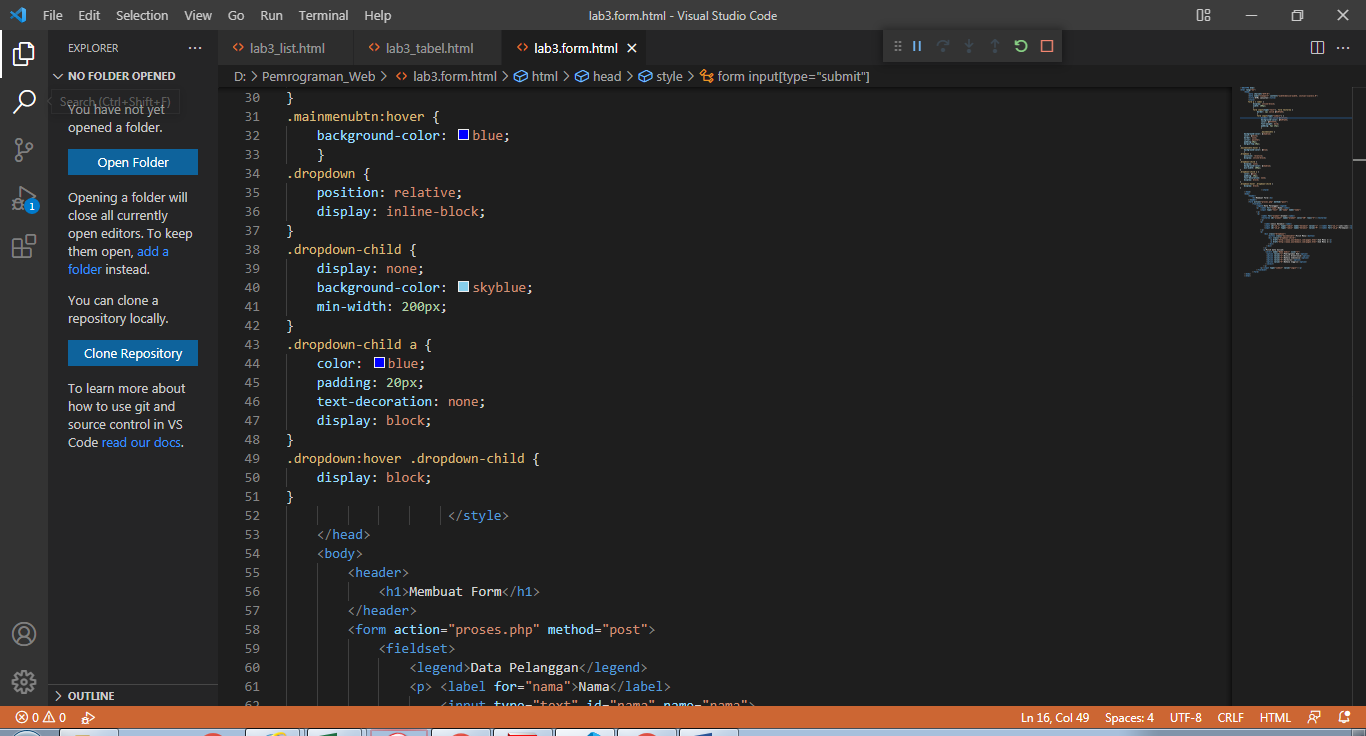 File Edit Selection View Go Run Terminal Help lab3.form.html - Visual Studio Code
EXPLORER
lab3_list.html lab3_tabel.html lab3.form.html
NO FOLDER OPENED
D: > Pemrograman_Web > lab3.form.html > html > head > style > form input[type="submit"]
Search (Ctrl+Shift+F)
You have not yet
opened a folder.
Open Folder
Opening a folder will
close all currently
open editors. To keep
them open, add a
folder instead.
You can clone a
repository locally.
Clone Repository
To learn more about
how to use git and
source control in VS
Code read our docs.
1
OUTLINE
30 }
31 .mainmenubtn:hover {
32 background-color: blue;
33 }
34 .dropdown {
35 position: relative;
36 display: inline-block;
37 }
38 .dropdown-child {
39 display: none;
40 background-color: skyblue;
41 min-width: 200px;
42 }
43 .dropdown-child a {
44 color: blue;
45 padding: 20px;
46 text-decoration: none;
47 display: block;
48 }
49 .dropdown:hover .dropdown-child {
50 display: block;
51 }
52 </style>
53 </head>
54 <body>
55 <header>
56 <h1>Membuat Form</h1>
57 </header>
58 <form action="proses.php" method="post">
59 <fieldset>
60 <legend>Data Pelanggan</legend>
61 <p> <label for="nama">Nama</label>
62 <input type="text" id="nama" name="nama">
0 0 Ln 16, Col 49 Spaces: 4 UTF-8 CRLF HTML